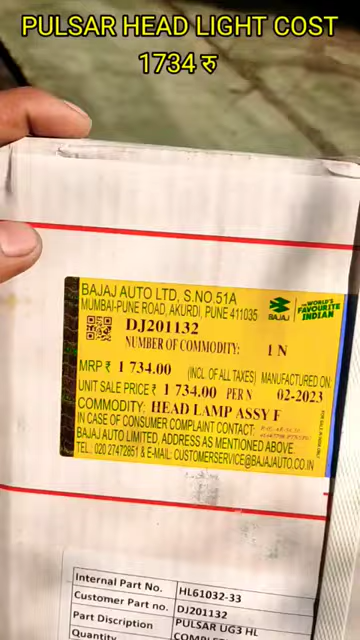 PULSAR HEAD LIGHT COST
1734 रु
BAJAJ AUTO LTD, S.NO.51A
MUMBAI-PUNE ROAD, AKURDI, PUNE 411035
BAJAJ
THE WORLD'S
FAVOURITE
INDIAN
DJ201132
NUMBER OF COMMODITY: 1 N
MRP ₹ 1 734.00 (INCL. OF ALL TAXES) MANUFACTURED ON:
UNIT SALE PRICE ₹ 1 734.00 PER N 02-2023
COMMODITY: HEAD LAMP ASSY F
IN CASE OF CONSUMER COMPLAINT CONTACT:
BAJAJ AUTO LIMITED, ADDRESS AS MENTIONED ABOVE
TEL.: 020 27472851 & E-MAIL: CUSTOMERSERVICE@BAJAJAUTO.CO.IN
Internal Part No. HL61032-33
Customer Part no. DJ201132
Part Discription PULSAR UG3 HL
Quantity